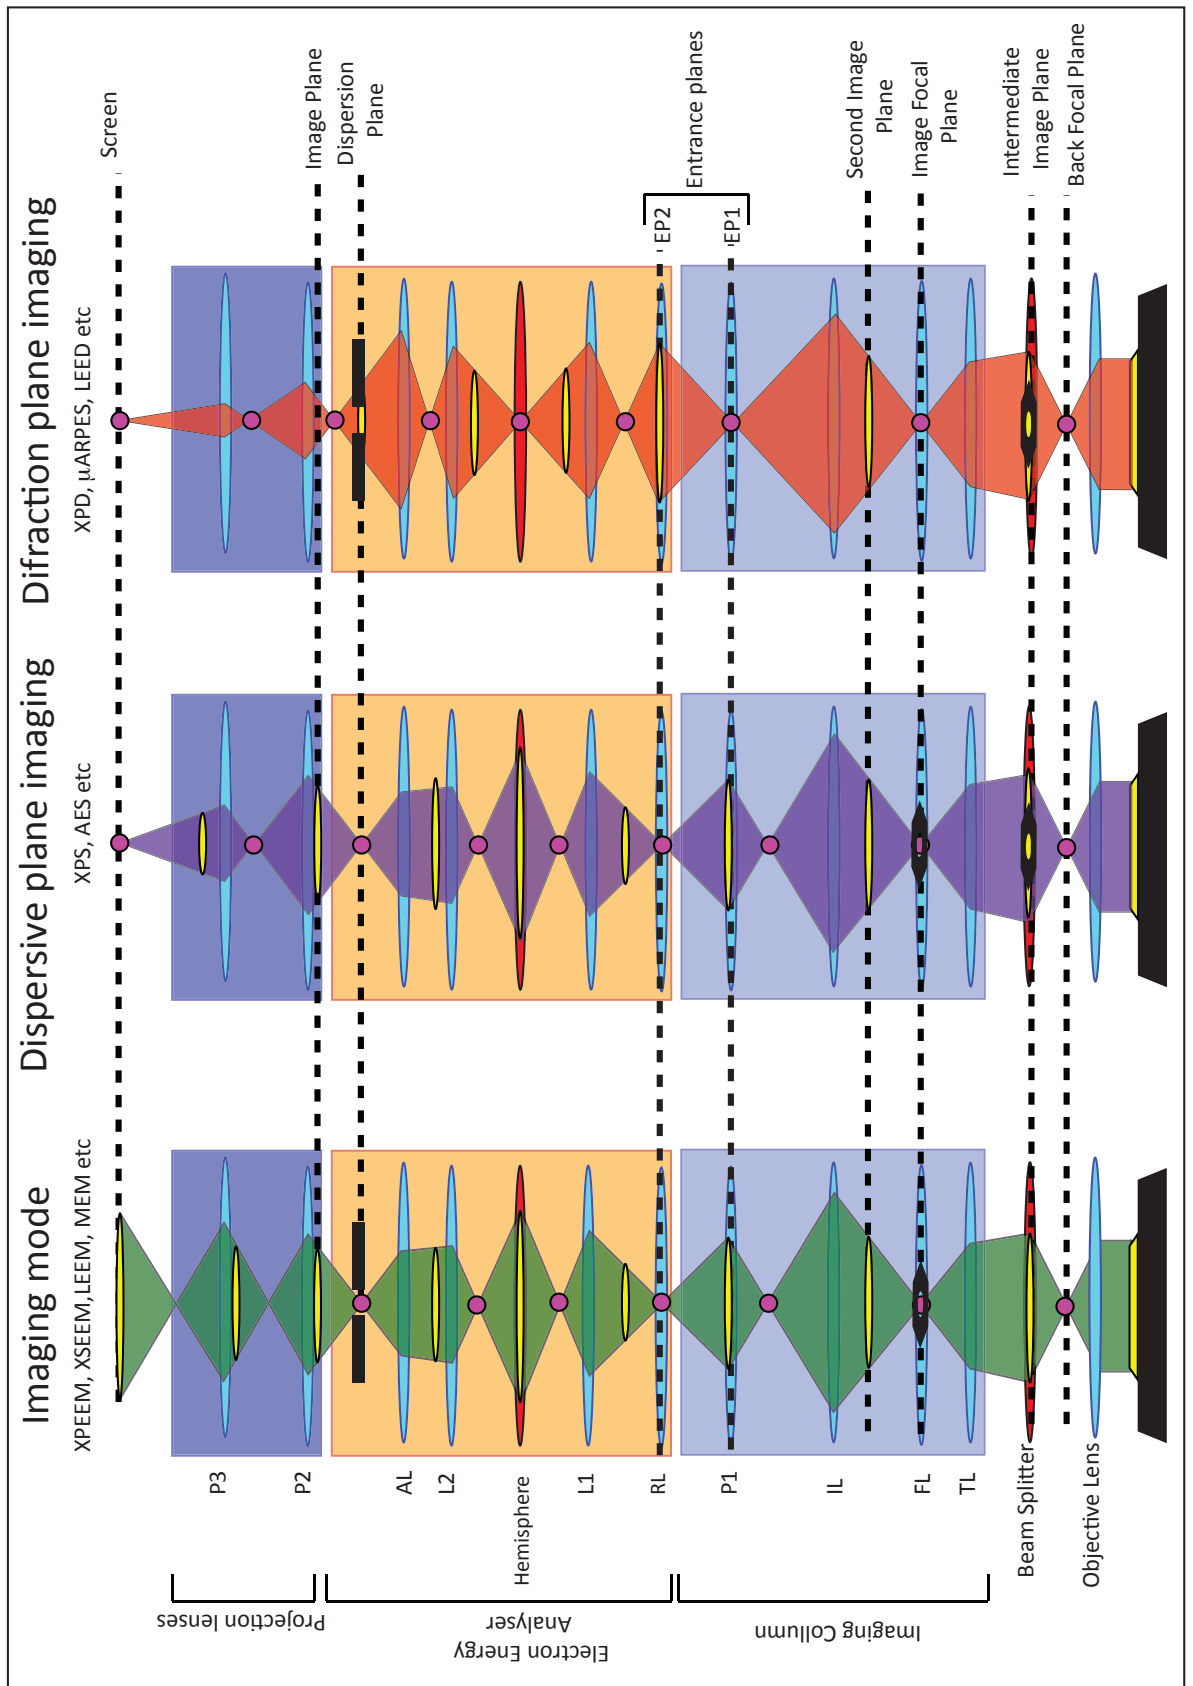 Imaging mode
XPEEM, XSEEM,LEEM, MEM etc
Dispersive plane imaging
XPS, AES etc
Difraction plane imaging
XPD, µARPES, LEED etc
Screen
Image Plane
Dispersion
Plane
Entrance planes
EP2
EP1
Second Image
Plane
Image Focal
Plane
Intermediate
Image Plane
Back Focal Plane
P3
P2
AL
L2
Hemisphere
L1
RL
P1
IL
FL
TL
Beam Splitter
Objective Lens
Projection lenses
Electron Energy
Analyser
Imaging Collumn